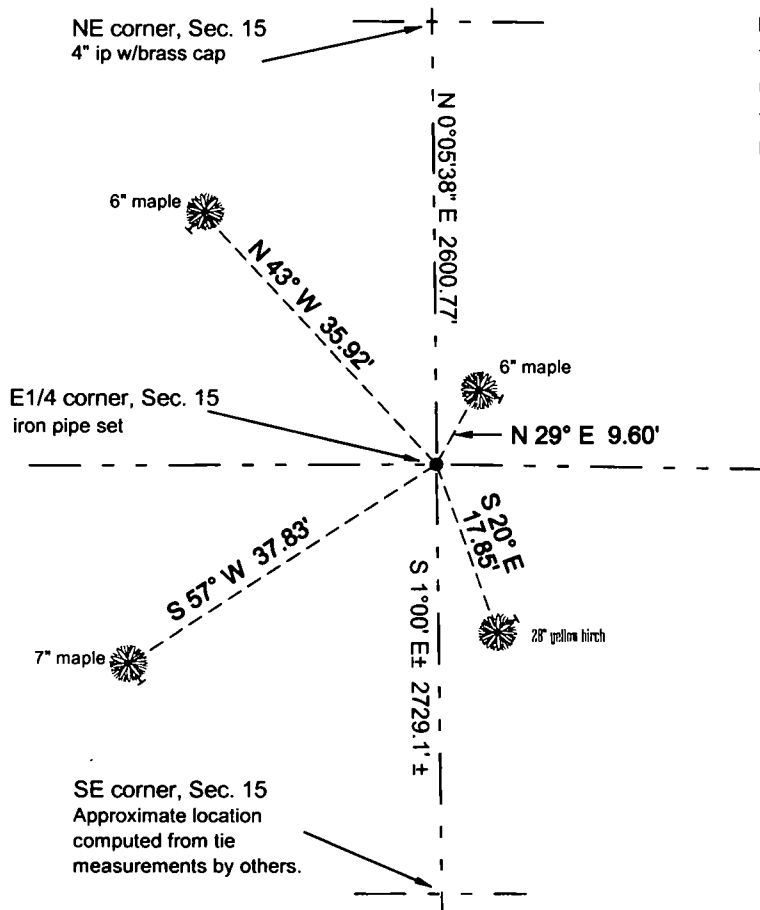 NE corner, Sec. 15
4" ip w/brass cap
N 0°05'38" E 2600.77'
6" maple
N 43° W 35.92'
6" maple
E1/4 corner, Sec. 15
iron pipe set
N 29° E 9.60'
S 20° E
17.85'
S 57° W 37.83'
S 1°00' E± 2729.1'±
28" yellow birch
7" maple
SE corner, Sec. 15
Approximate location
computed from tie
measurements by others.